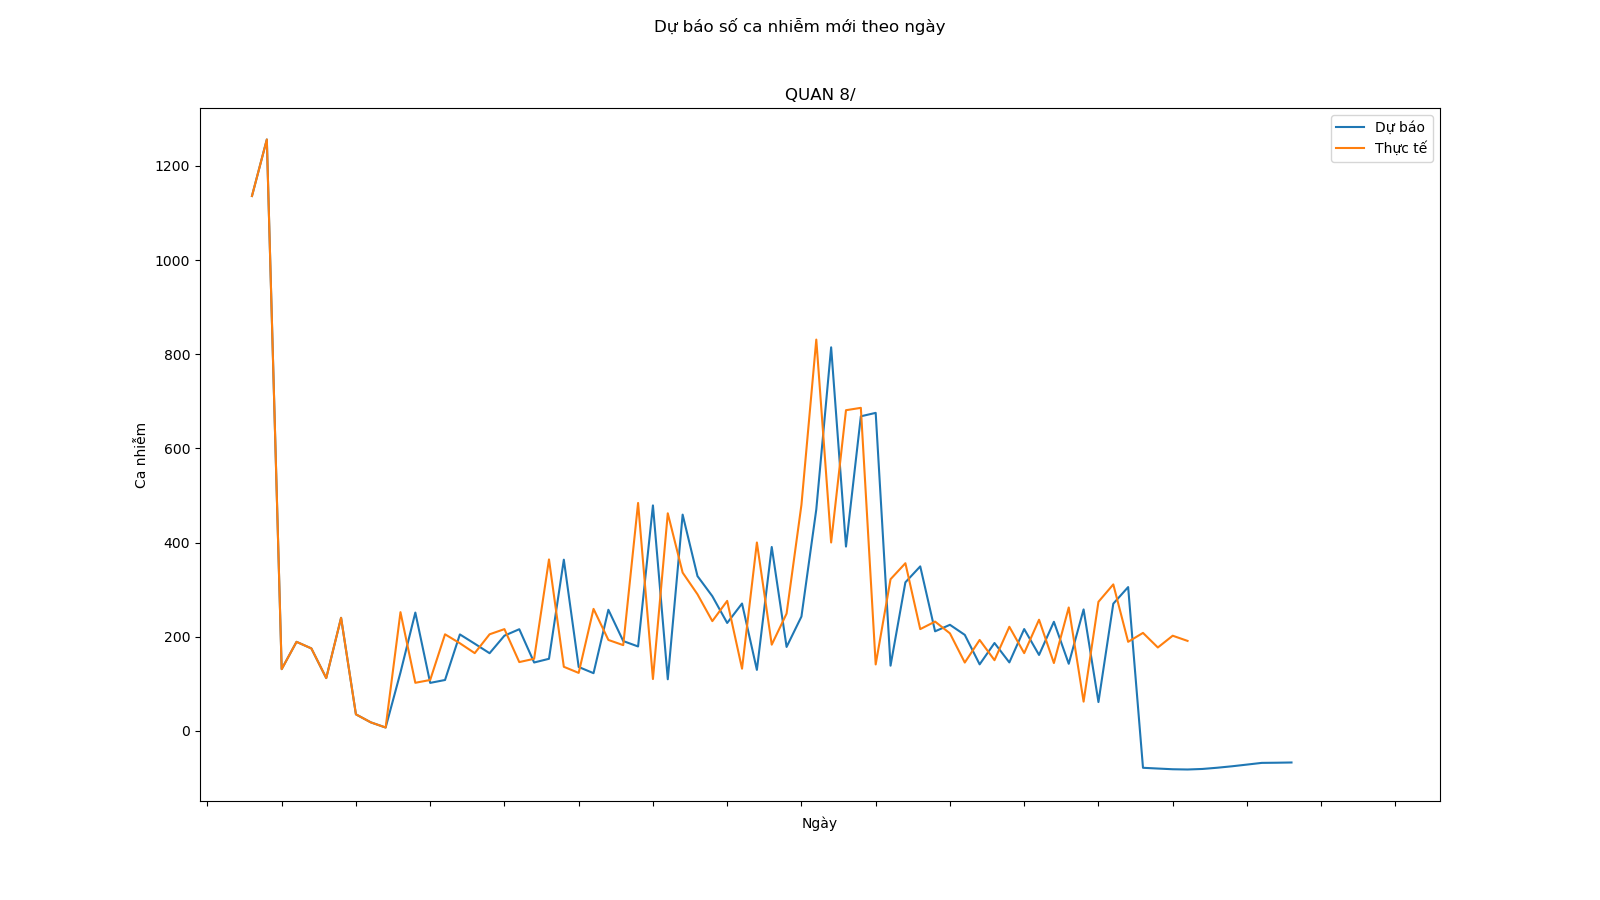 Dự báo số ca nhiễm mới theo ngày
QUAN 8/
Dự báo
Thực tế
1200
1000
800
600
400
200
0
Ca nhiễm
Ngày